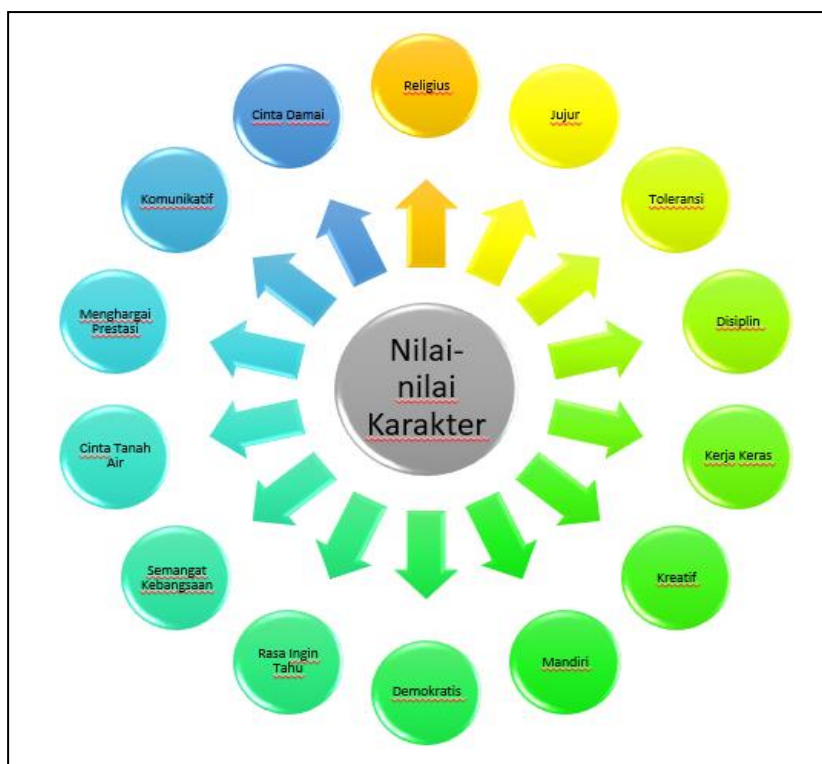 Religius
Jujur
Toleransi
Disiplin
Kerja Keras
Kreatif
Mandiri
Demokratis
Rasa Ingin
Tahu
Semangat
Kebangsaan
Cinta Tanah
Air
Menghargai
Prestasi
Komunikatif
Cinta Damai
Nilai-
nilai
Karakter